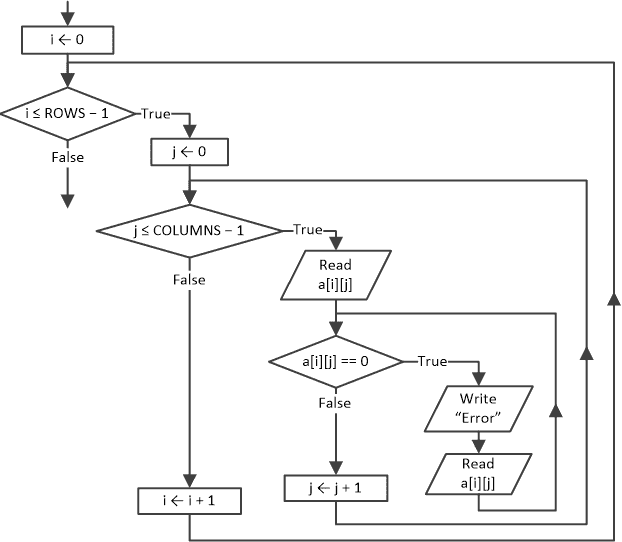 i ← 0
i ≤ ROWS − 1
True
False
j ← 0
j ≤ COLUMNS − 1
True
False
Read
a[i][j]
a[i][j] == 0
True
False
Write
“Error”
Read
a[i][j]
i ← i + 1
j ← j + 1